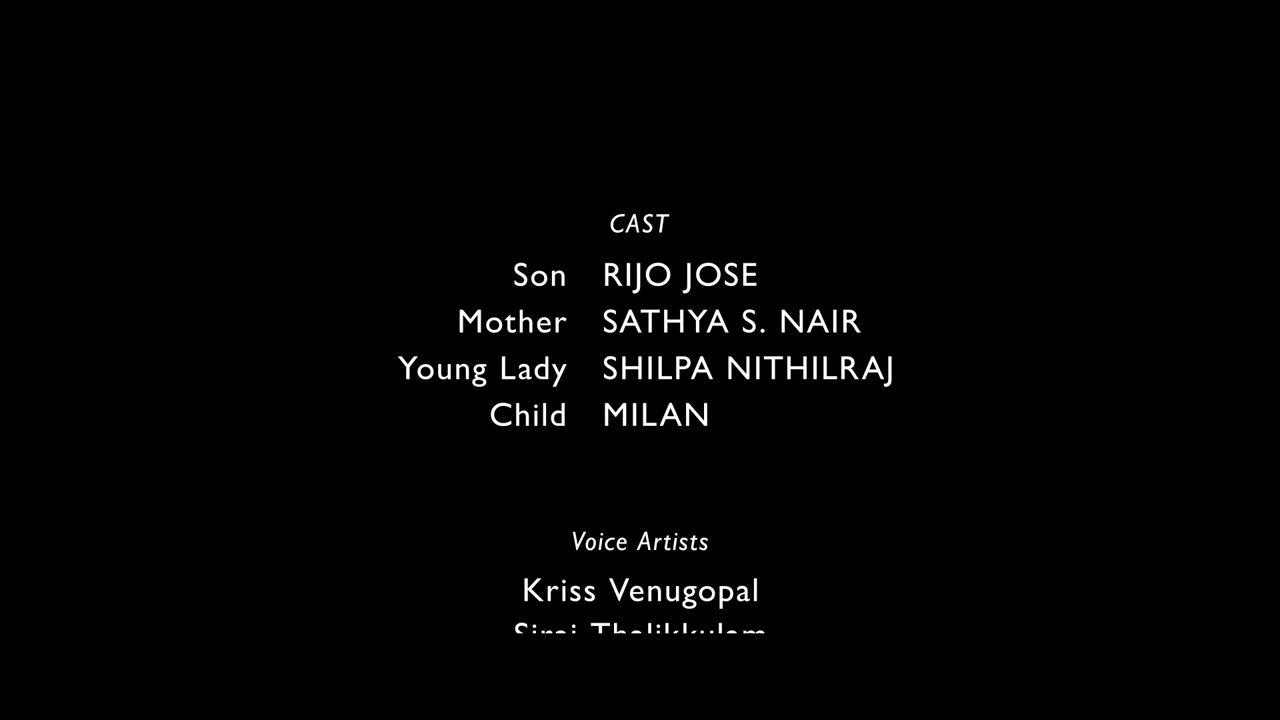 CAST
Son RIJO JOSE
Mother SATHYA S. NAIR
Young Lady SHILPA NITHILRAJ
Child MILAN
Voice Artists
Kriss Venugopal